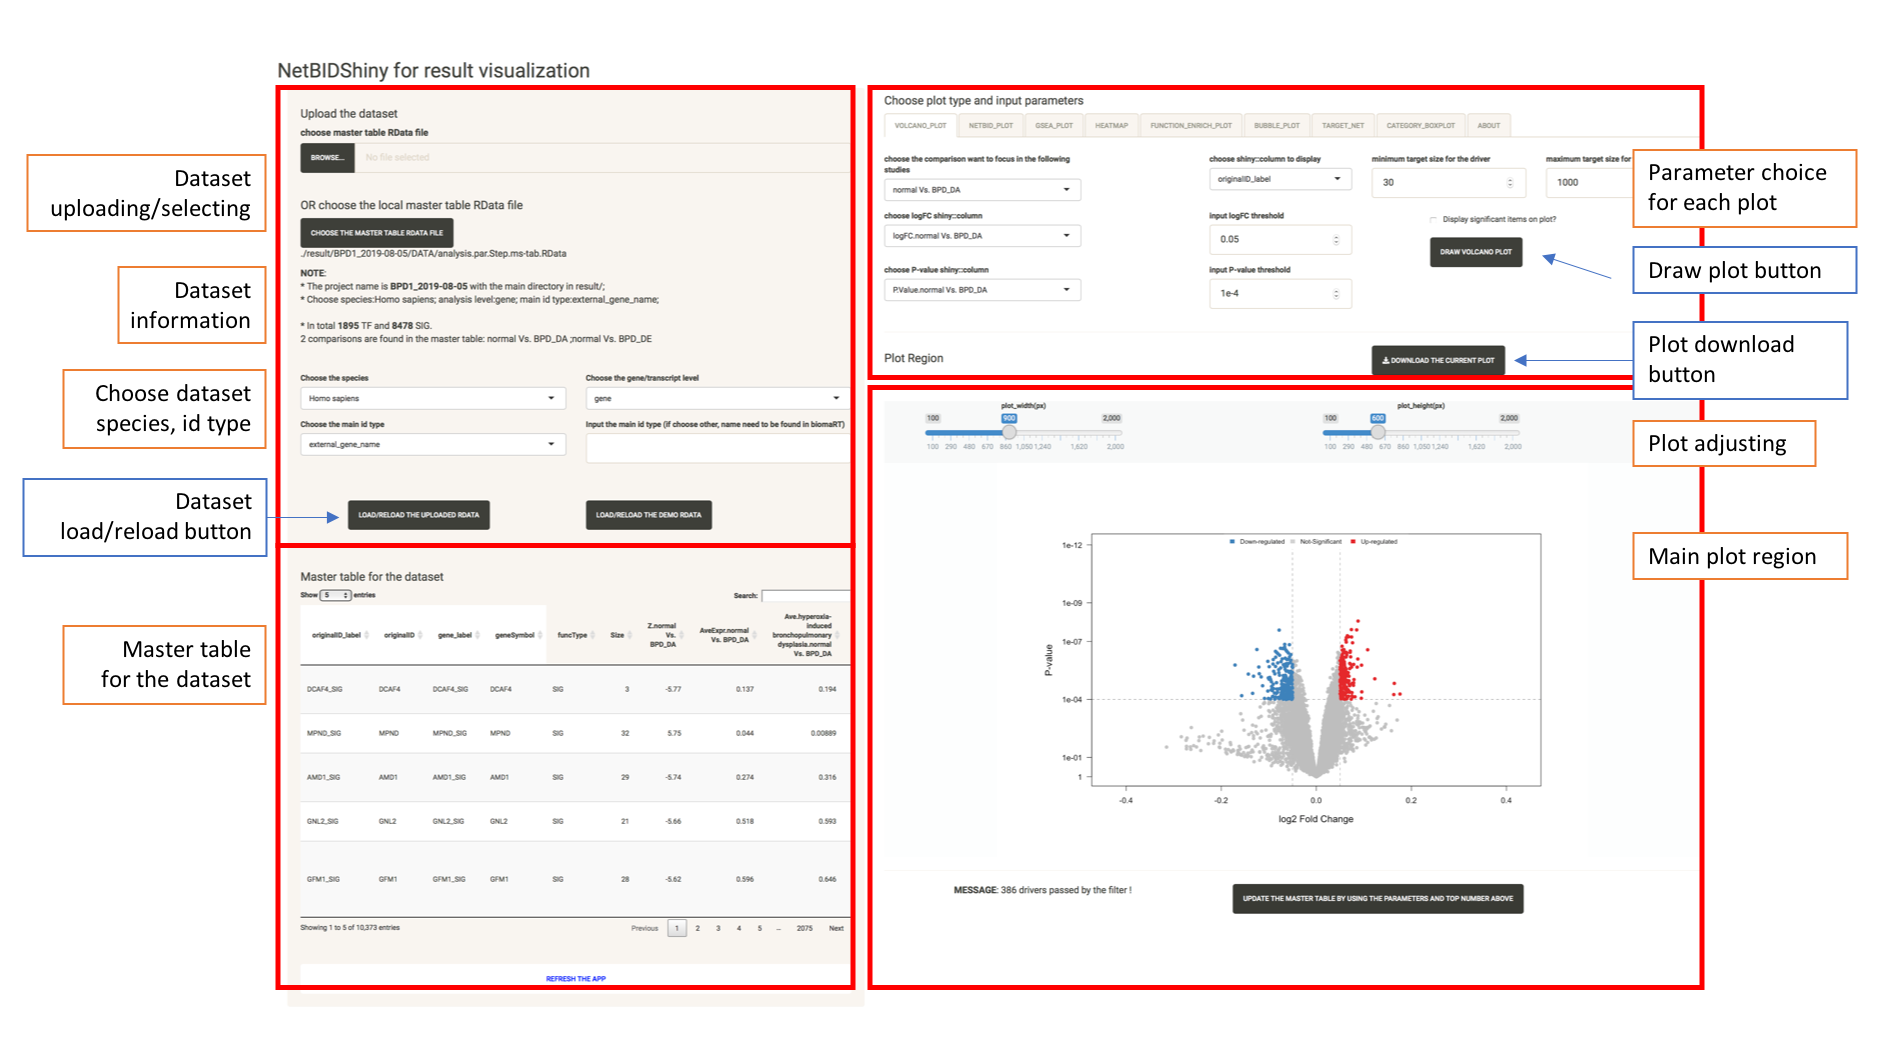 NetBIDShiny for result visualization
Dataset
uploading/selecting
Dataset
information
Choose dataset
species, id type
Dataset
load/reload button
Master table
for the dataset
Upload the dataset
choose master table RData file
BROWSE...
No file selected
OR choose the local master table RData file
CHOOSE THE MASTER TABLE RDATA FILE
./result/BPD1_2019-08-05/DATA/analysis.par.Step.ms-tab.RData
NOTE:
* The project name is BPD1_2019-08-05 with the main directory in result/;
* Choose species:Homo sapiens; analysis level:gene; main id type:external_gene_name;
* In total 1895 TF and 8478 SIG.
2 comparisons are found in the master table: normal Vs. BPD_DA ;normal Vs. BPD_DE
Choose the species
Choose the gene/transcript level
Homo sapiens
gene
Choose the main id type
Input the main id type (if choose other, name need to be found in biomaRT)
external_gene_name
LOAD/RELOAD THE UPLOADED RDATA
LOAD/RELOAD THE DEMO RDATA
Master table for the dataset
Show 5 entries
Search:
originalID_label originalID gene_label geneSymbol funcType Size Z.normal Vs. BPD_DA AveExpr.normal Vs. BPD_DA Ave.hyperoxia-induced bronchopulmonary dysplasia.normal Vs. BPD_DA
DCAF4_SIG DCAF4 DCAF4_SIG DCAF4 SIG 3 -5.77 0.137 0.194
MPND_SIG MPND MPND_SIG MPND SIG 32 5.75 0.044 0.00889
AMD1_SIG AMD1 AMD1_SIG AMD1 SIG 29 -5.74 0.274 0.316
GNL2_SIG GNL2 GNL2_SIG GNL2 SIG 21 -5.66 0.518 0.593
GFM1_SIG GFM1 GFM1_SIG GFM1 SIG 28 -5.62 0.596 0.646
Showing 1 to 5 of 10,373 entries
Previous 1 2 3 4 5 … 2075 Next
REFRESH THE APP
Choose plot type and input parameters
VOLCANO_PLOT NETBID_PLOT GSEA_PLOT HEATMAP FUNCTION_ENRICH_PLOT BUBBLE_PLOT TARGET_NET CATEGORY_BOXPLOT ABOUT
choose the comparison want to focus in the following
studies
normal Vs. BPD_DA
choose shiny::column to display
originalID_label
minimum target size for the driver
30
maximum target size for
1000
choose logFC shiny::column
logFC.normal Vs. BPD_DA
input logFC threshold
0.05
Display significant items on plot?
DRAW VOLCANO PLOT
choose P-value shiny::column
P.Value.normal Vs. BPD_DA
input P-value threshold
1e-4
Plot Region
DOWNLOAD THE CURRENT PLOT
plot_width(px)
100 900 2,000
100 290 480 670 860 1,050 1,240 1,620 2,000
plot_height(px)
100 600 2,000
100 290 480 670 860 1,050 1,240 1,620 2,000
Down-regulated Not-Significant Up-regulated
1e-12
1e-09
1e-07
1e-04
1e-01
1
P-value
-0.4 -0.2 0.0 0.2 0.4
log2 Fold Change
MESSAGE: 386 drivers passed by the filter !
UPDATE THE MASTER TABLE BY USING THE PARAMETERS AND TOP NUMBER ABOVE
Parameter choice
for each plot
Draw plot button
Plot download
button
Plot adjusting
Main plot region